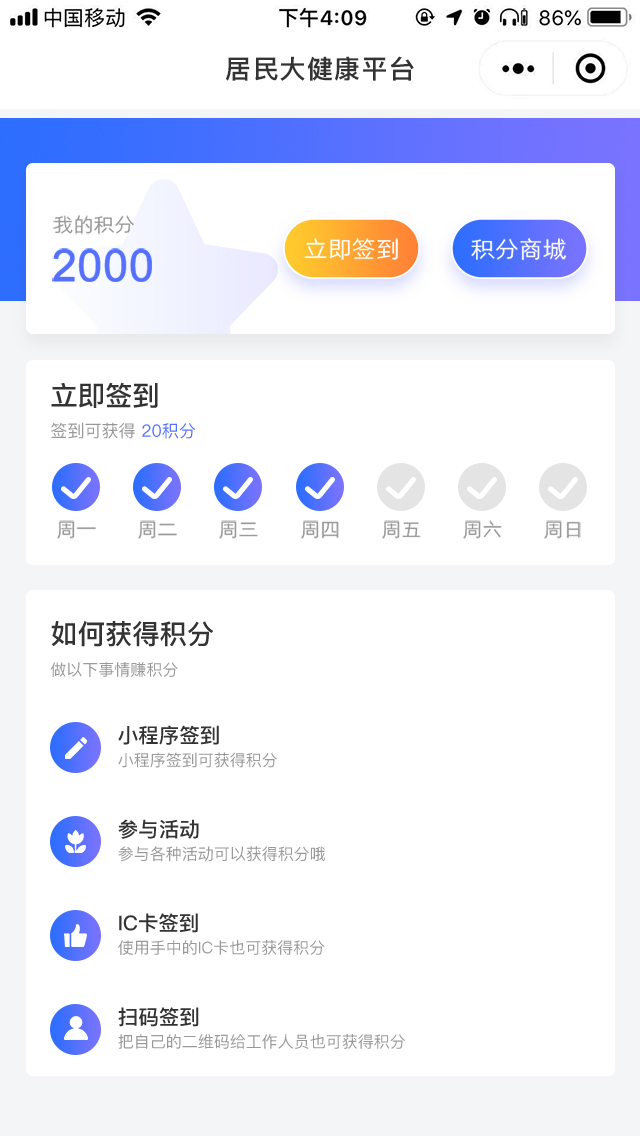 中国移动 下午4:09 86%
居民大健康平台
我的积分
2000
立即签到 积分商城
立即签到
签到可获得 20积分
周一 周二 周三 周四 周五 周六 周日
如何获得积分
做以下事情赚积分
小程序签到
小程序签到可获得积分
参与活动
参与各种活动可以获得积分哦
IC卡签到
使用手中的IC卡也可获得积分
扫码签到
把自己的二维码给工作人员也可获得积分